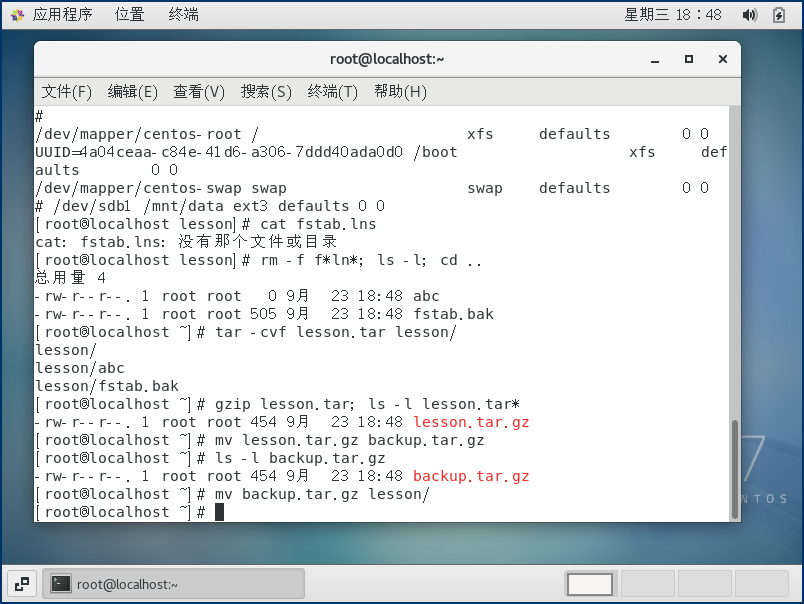 应用程序 位置 终端 星期三 18：48
root@localhost:~
文件(F) 编辑(E) 查看(V) 搜索(S) 终端(T) 帮助(H)
#
/dev/mapper/centos-root / xfs defaults 0 0
UUID=4a04ceaa-c84e-41d6-a306-7ddd40ada0d0 /boot xfs def
aults 0 0
/dev/mapper/centos-swap swap swap defaults 0 0
# /dev/sdb1 /mnt/data ext3 defaults 0 0
[root@localhost lesson]# cat fstab.lns
cat: fstab.lns: 没有那个文件或目录
[root@localhost lesson]# rm -f f*ln*; ls -l; cd ..
总用量 4
-rw-r--r--. 1 root root 0 9月 23 18:48 abc
-rw-r--r--. 1 root root 505 9月 23 18:48 fstab.bak
[root@localhost ~]# tar -cvf lesson.tar lesson/
lesson/
lesson/abc
lesson/fstab.bak
[root@localhost ~]# gzip lesson.tar; ls -l lesson.tar*
-rw-r--r--. 1 root root 454 9月 23 18:48 lesson.tar.gz
[root@localhost ~]# mv lesson.tar.gz backup.tar.gz
[root@localhost ~]# ls -l backup.tar.gz
-rw-r--r--. 1 root root 454 9月 23 18:48 backup.tar.gz
[root@localhost ~]# mv backup.tar.gz lesson/
[root@localhost ~]#
7
NTOS
root@localhost:~